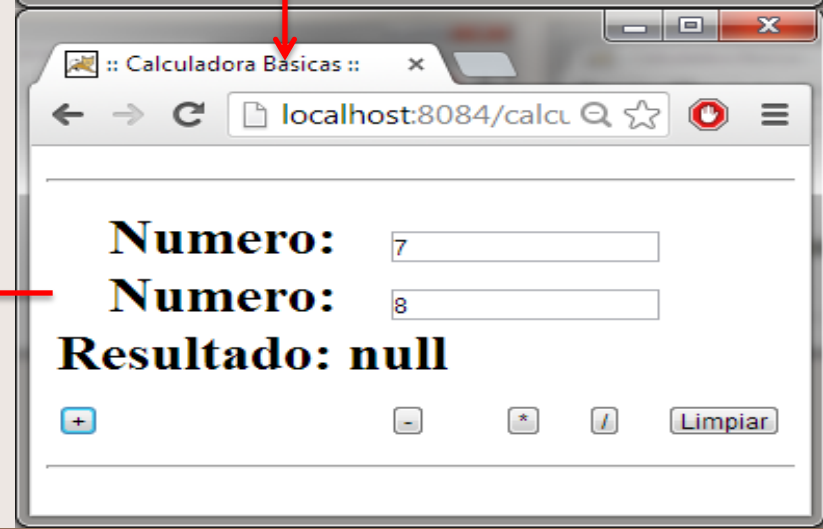 :: Calculadora Basicas ::
localhost:8084/calcu
Numero: 7
Numero: 8
Resultado: null
+ - * / Limpiar